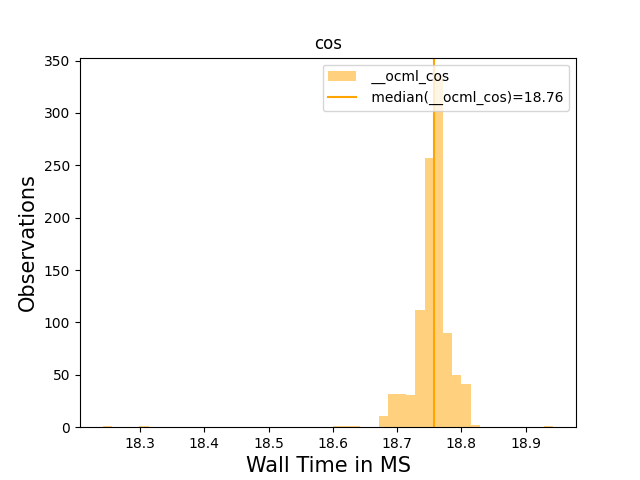 cos
__ocml_cos
median(__ocml_cos)=18.76
Observations
350
300
250
200
150
100
50
0
18.3 18.4 18.5 18.6 18.7 18.8 18.9
Wall Time in MS